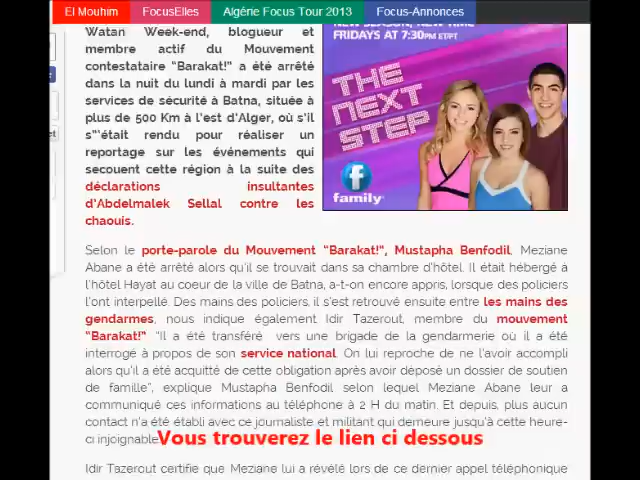 El Mouhim FocusElles Algérie Focus Tour 2013 Focus-Annonces
Watan Week-end, blogueur et
membre actif du Mouvement
contestataire “Barakat!” a été arrêté
dans la nuit du lundi à mardi par les
services de sécurité à Batna, située à
plus de 500 Km à l’est d’Alger, où s’il
s”’était rendu pour réaliser un
reportage sur les événements qui
secouent cette région à la suite des
déclarations insultantes
d’Abdelmalek Sellal contre les
chaouis.
NEW SEASON, NEW TIME
FRIDAYS AT 7:30PM ET/PT
THE
NEXT
STEP
f
family
Selon le porte-parole du Mouvement “Barakat!”, Mustapha Benfodil, Meziane
Abane a été arrêté alors qu’il se trouvait dans sa chambre d’hôtel. Il était hébergé à
l’hôtel Hayat au coeur de la ville de Batna, a-t-on encore appris, lorsque des policiers
l’ont interpellé. Des mains des policiers, il s’est retrouvé ensuite entre les mains des
gendarmes, nous indique également Idir Tazerout, membre du mouvement
“Barakat!” “Il a été transféré vers une brigade de la gendarmerie où il a été
interrogé à propos de son service national. On lui reproche de ne l’avoir accompli
alors qu’il a été acquitté de cette obligation après avoir déposé un dossier de soutien
de famille”, explique Mustapha Benfodil selon lequel Meziane Abane leur a
communiqué ces informations au téléphone à 2 H du matin. Et depuis, plus aucun
contact n’a été établi avec ce journaliste et militant qui demeure jusqu’à cette heure-
ci injoignable
Vous trouverez le lien ci dessous
Idir Tazerout certifie que Meziane lui a révélé lors de ce dernier appel téléphonique